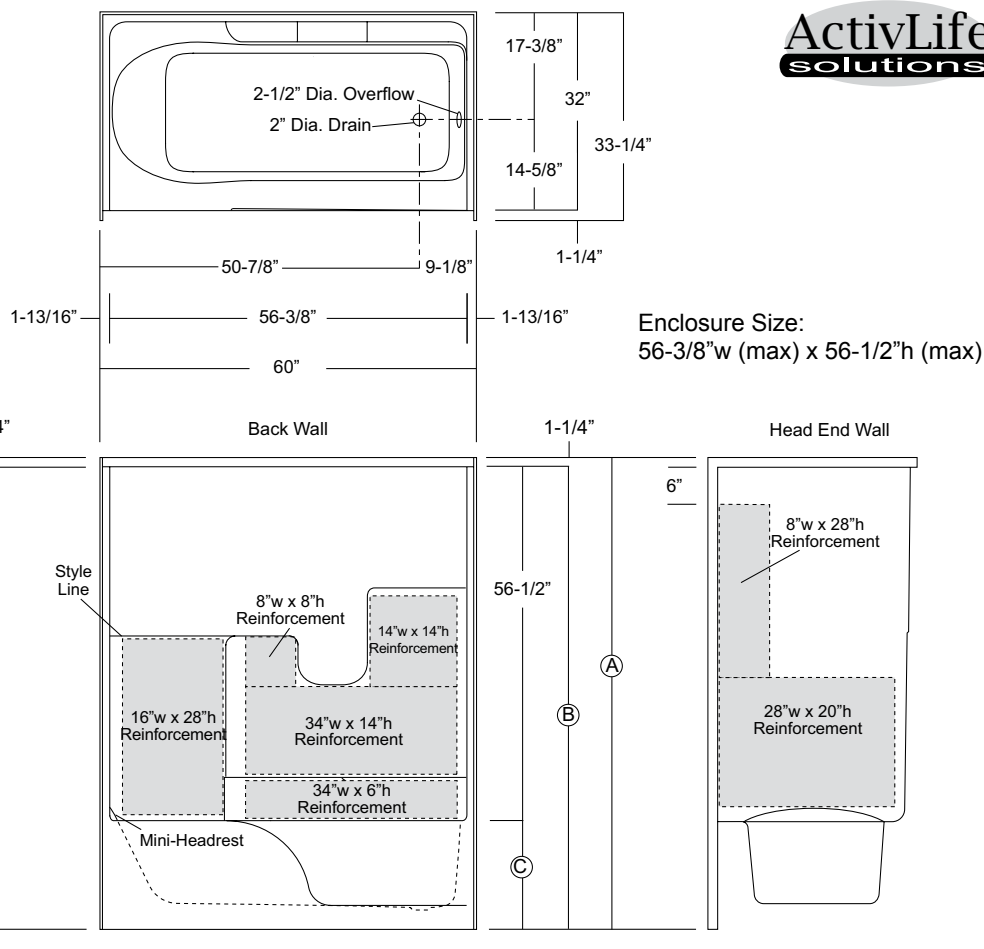 ActivLife
solutions
17-3/8”
2-1/2” Dia. Overflow
32”
2” Dia. Drain
33-1/4”
14-5/8”
1-1/4”
50-7/8”
9-1/8”
1-13/16”
56-3/8”
1-13/16”
Enclosure Size:
56-3/8”w (max) x 56-1/2”h (max)
60”
Back Wall
1-1/4”
Head End Wall
6”
8”w x 28”h
Reinforcement
Style
Line
56-1/2”
8”w x 8”h
Reinforcement
14”w x 14”h
Reinforcement
A
B
16”w x 28”h
Reinforcement
34”w x 14”h
Reinforcement
28”w x 20”h
Reinforcement
34”w x 6”h
Reinforcement
Mini-Headrest
C